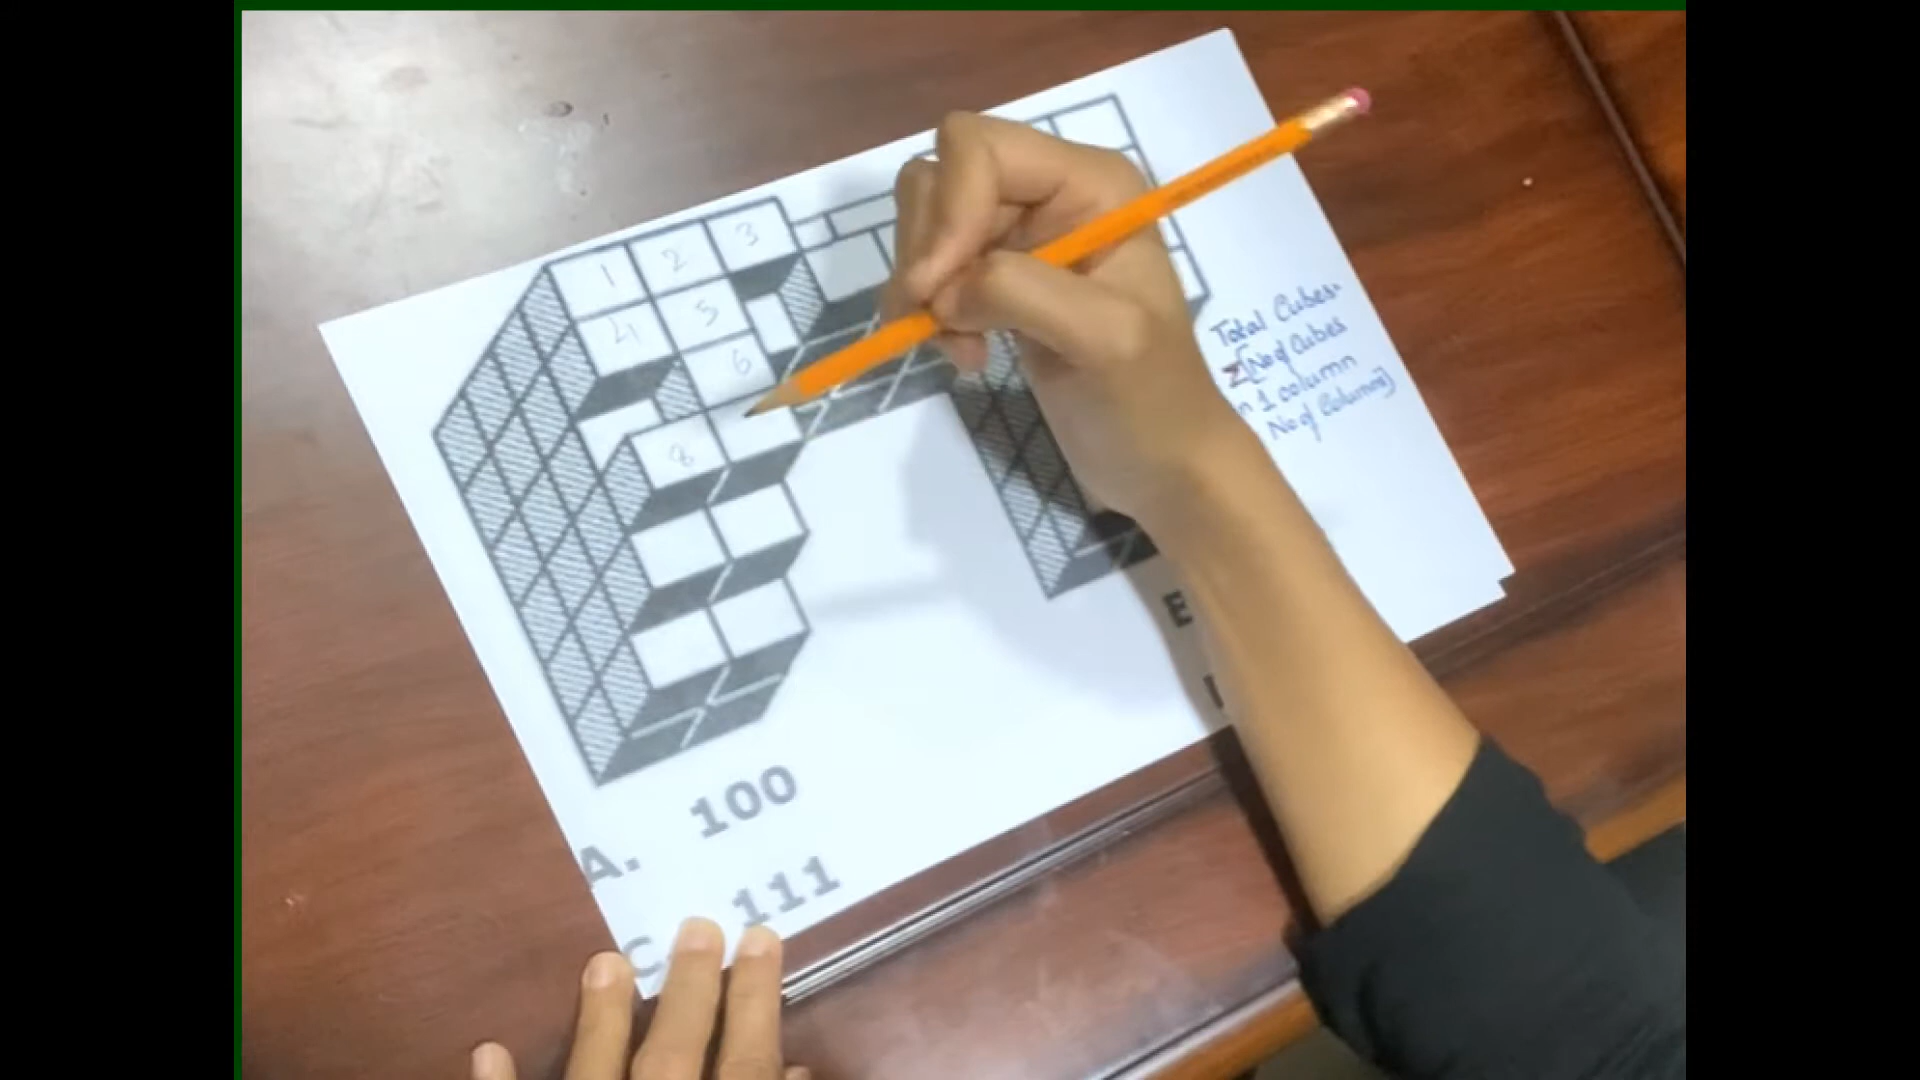 1 2 3
4 5
6
8
Total Cubes=
Σ[No of Cubes
in 1 column
No of Columns]
A. 100
C. 111
E